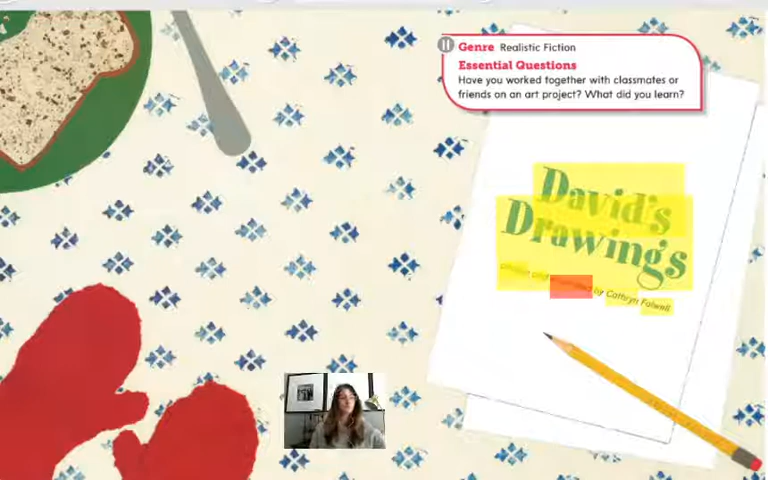 Genre Realistic Fiction
Essential Questions
Have you worked together with classmates or
friends on an art project? What did you learn?
David's
Drawings
by Cathryn Falwell